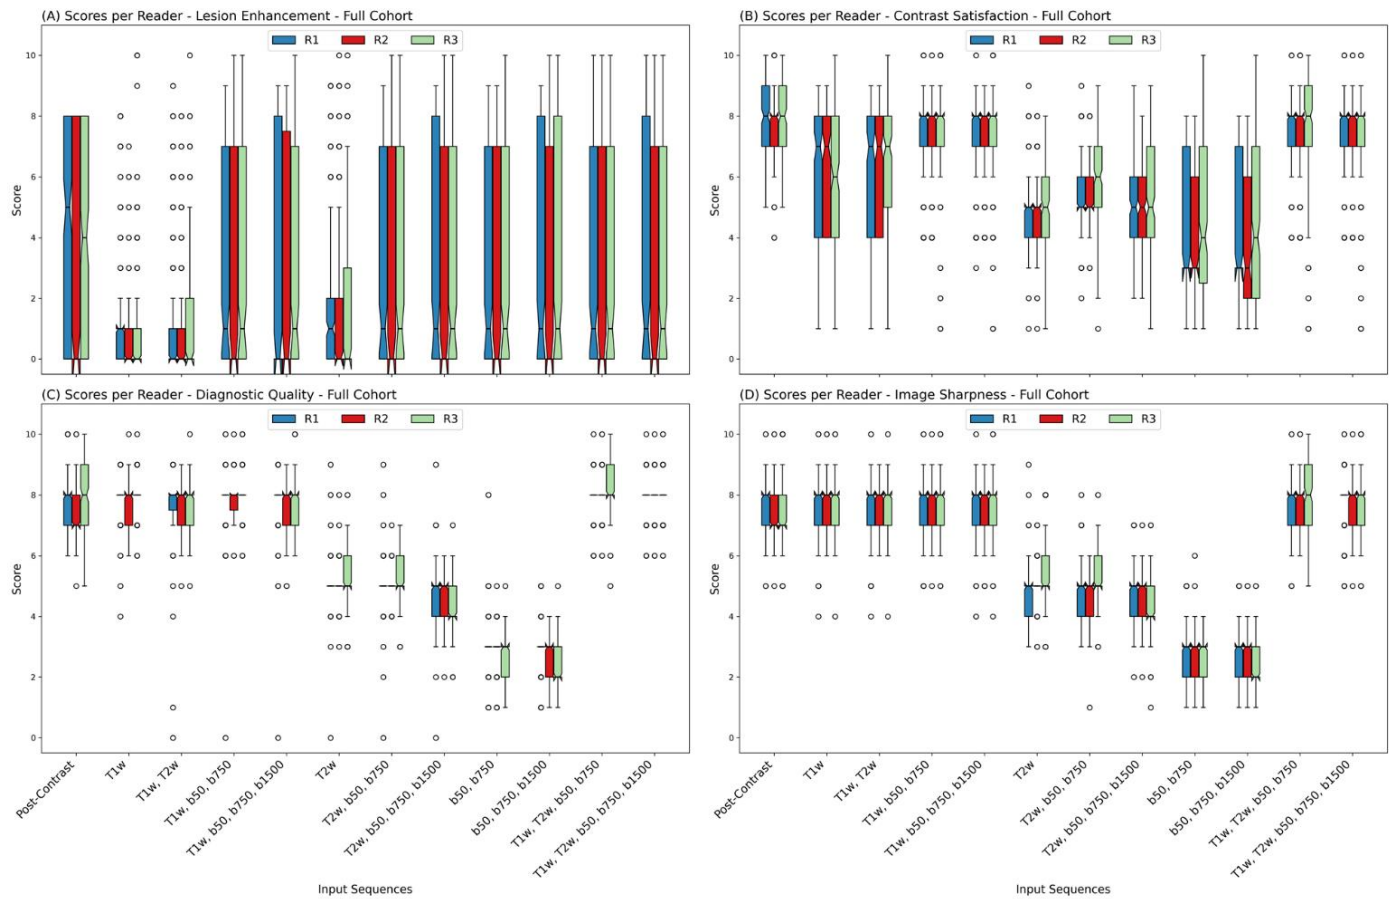 (A) Scores per Reader - Lesion Enhancement - Full Cohort
R1 R2 R3
10
8
6
4
2
0
Score
(B) Scores per Reader - Contrast Satisfaction - Full Cohort
R1 R2 R3
10
8
6
4
2
0
Score
(C) Scores per Reader - Diagnostic Quality - Full Cohort
R1 R2 R3
10
8
6
4
2
0
Score
Post-Contrast
T1w
T1w, T2w
T1w, b50, b750
T1w, b50, b750, b1500
T2w
T2w, b50, b750
T2w, b50, b750, b1500
b50, b750
b50, b750, b1500
T1w, T2w, b50, b750
T1w, T2w, b50, b750, b1500
Input Sequences
(D) Scores per Reader - Image Sharpness - Full Cohort
R1 R2 R3
10
8
6
4
2
0
Score
Post-Contrast
T1w
T1w, T2w
T1w, b50, b750
T1w, b50, b750, b1500
T2w
T2w, b50, b750
T2w, b50, b750, b1500
b50, b750
b50, b750, b1500
T1w, T2w, b50, b750
T1w, T2w, b50, b750, b1500
Input Sequences